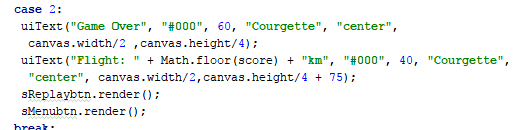 case 2:
uiText("Game Over", "#000", 60, "Courgette", "center",
canvas.width/2 ,canvas.height/4);
uiText("Flight: " + Math.floor(score) + "km", "#000", 40, "Courgette",
"center", canvas.width/2,canvas.height/4 + 75);
sReplaybtn.render();
sMenubtn.render();
break;